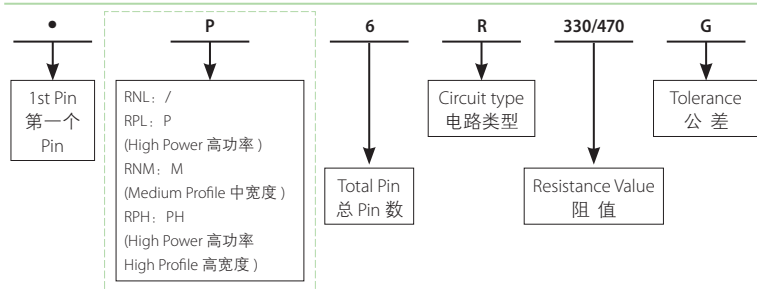 • P 6 R 330/470 G
1st Pin
第一个
Pin
RNL：/
RPL：P
(High Power 高功率 )
RNM：M
(Medium Profile 中宽度 )
RPH：PH
(High Power 高功率
High Profile 高宽度 )
Total Pin
总 Pin 数
Circuit type
电路类型
Resistance Value
阻 值
Tolerance
公 差